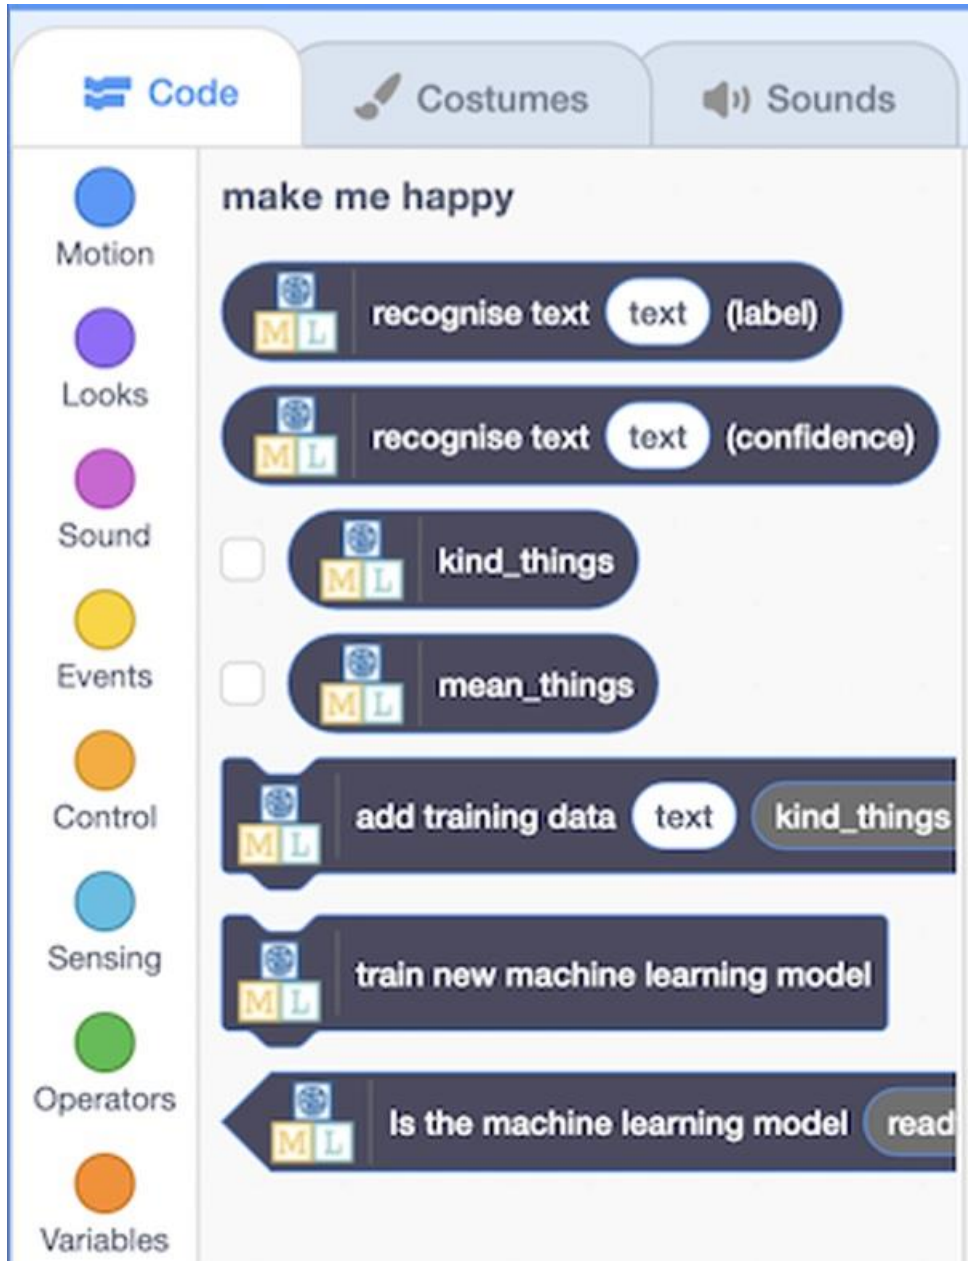 Code
Costumes
Sounds
make me happy
Motion
Looks
Sound
Events
Control
Sensing
Operators
Variables
M L recognise text text (label)
M L recognise text text (confidence)
M L kind_things
M L mean_things
M L add training data text kind_things
M L train new machine learning model
M L Is the machine learning model read